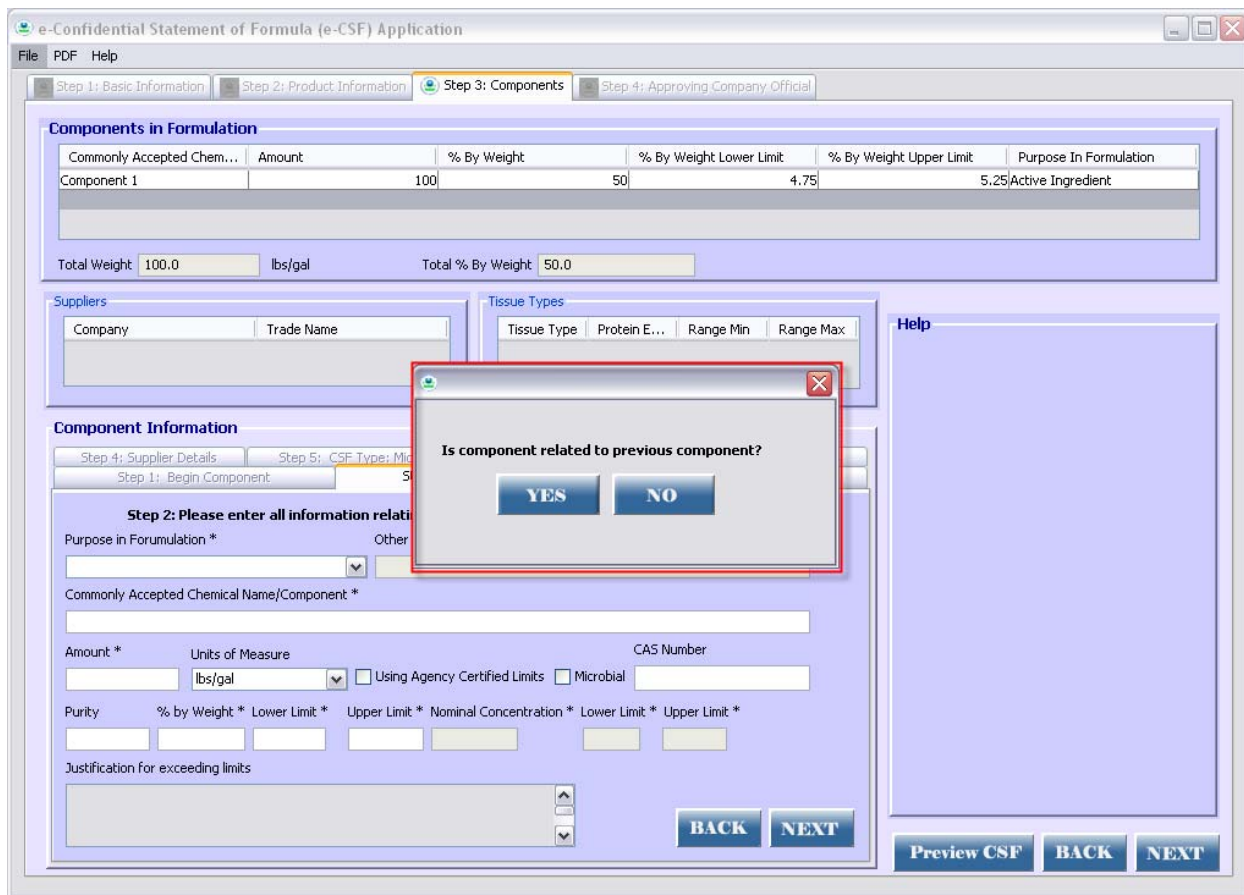 e-Confidential Statement of Formula (e-CSF) Application
File PDF Help
Step 1: Basic Information Step 2: Product Information Step 3: Components Step 4: Approving Company Official
Components in Formulation
Commonly Accepted Chem... Amount % By Weight % By Weight Lower Limit % By Weight Upper Limit Purpose In Formulation
Component 1 100 50 4.75 5.25 Active Ingredient
Total Weight 100.0 lbs/gal Total % By Weight 50.0
Suppliers Tissue Types
Company Trade Name Tissue Type Protein E... Range Min Range Max
Help
Is component related to previous component?
YES NO
Component Information
Step 4: Supplier Details Step 5: CSF Type: Mic
Step 1: Begin Component
Step 2: Please enter all information relatin
Purpose in Forumulation * Other
Commonly Accepted Chemical Name/Component *
Amount * Units of Measure CAS Number
lbs/gal Using Agency Certified Limits Microbial
Purity % by Weight * Lower Limit * Upper Limit * Nominal Concentration * Lower Limit * Upper Limit *
Justification for exceeding limits
BACK NEXT
Preview CSF BACK NEXT